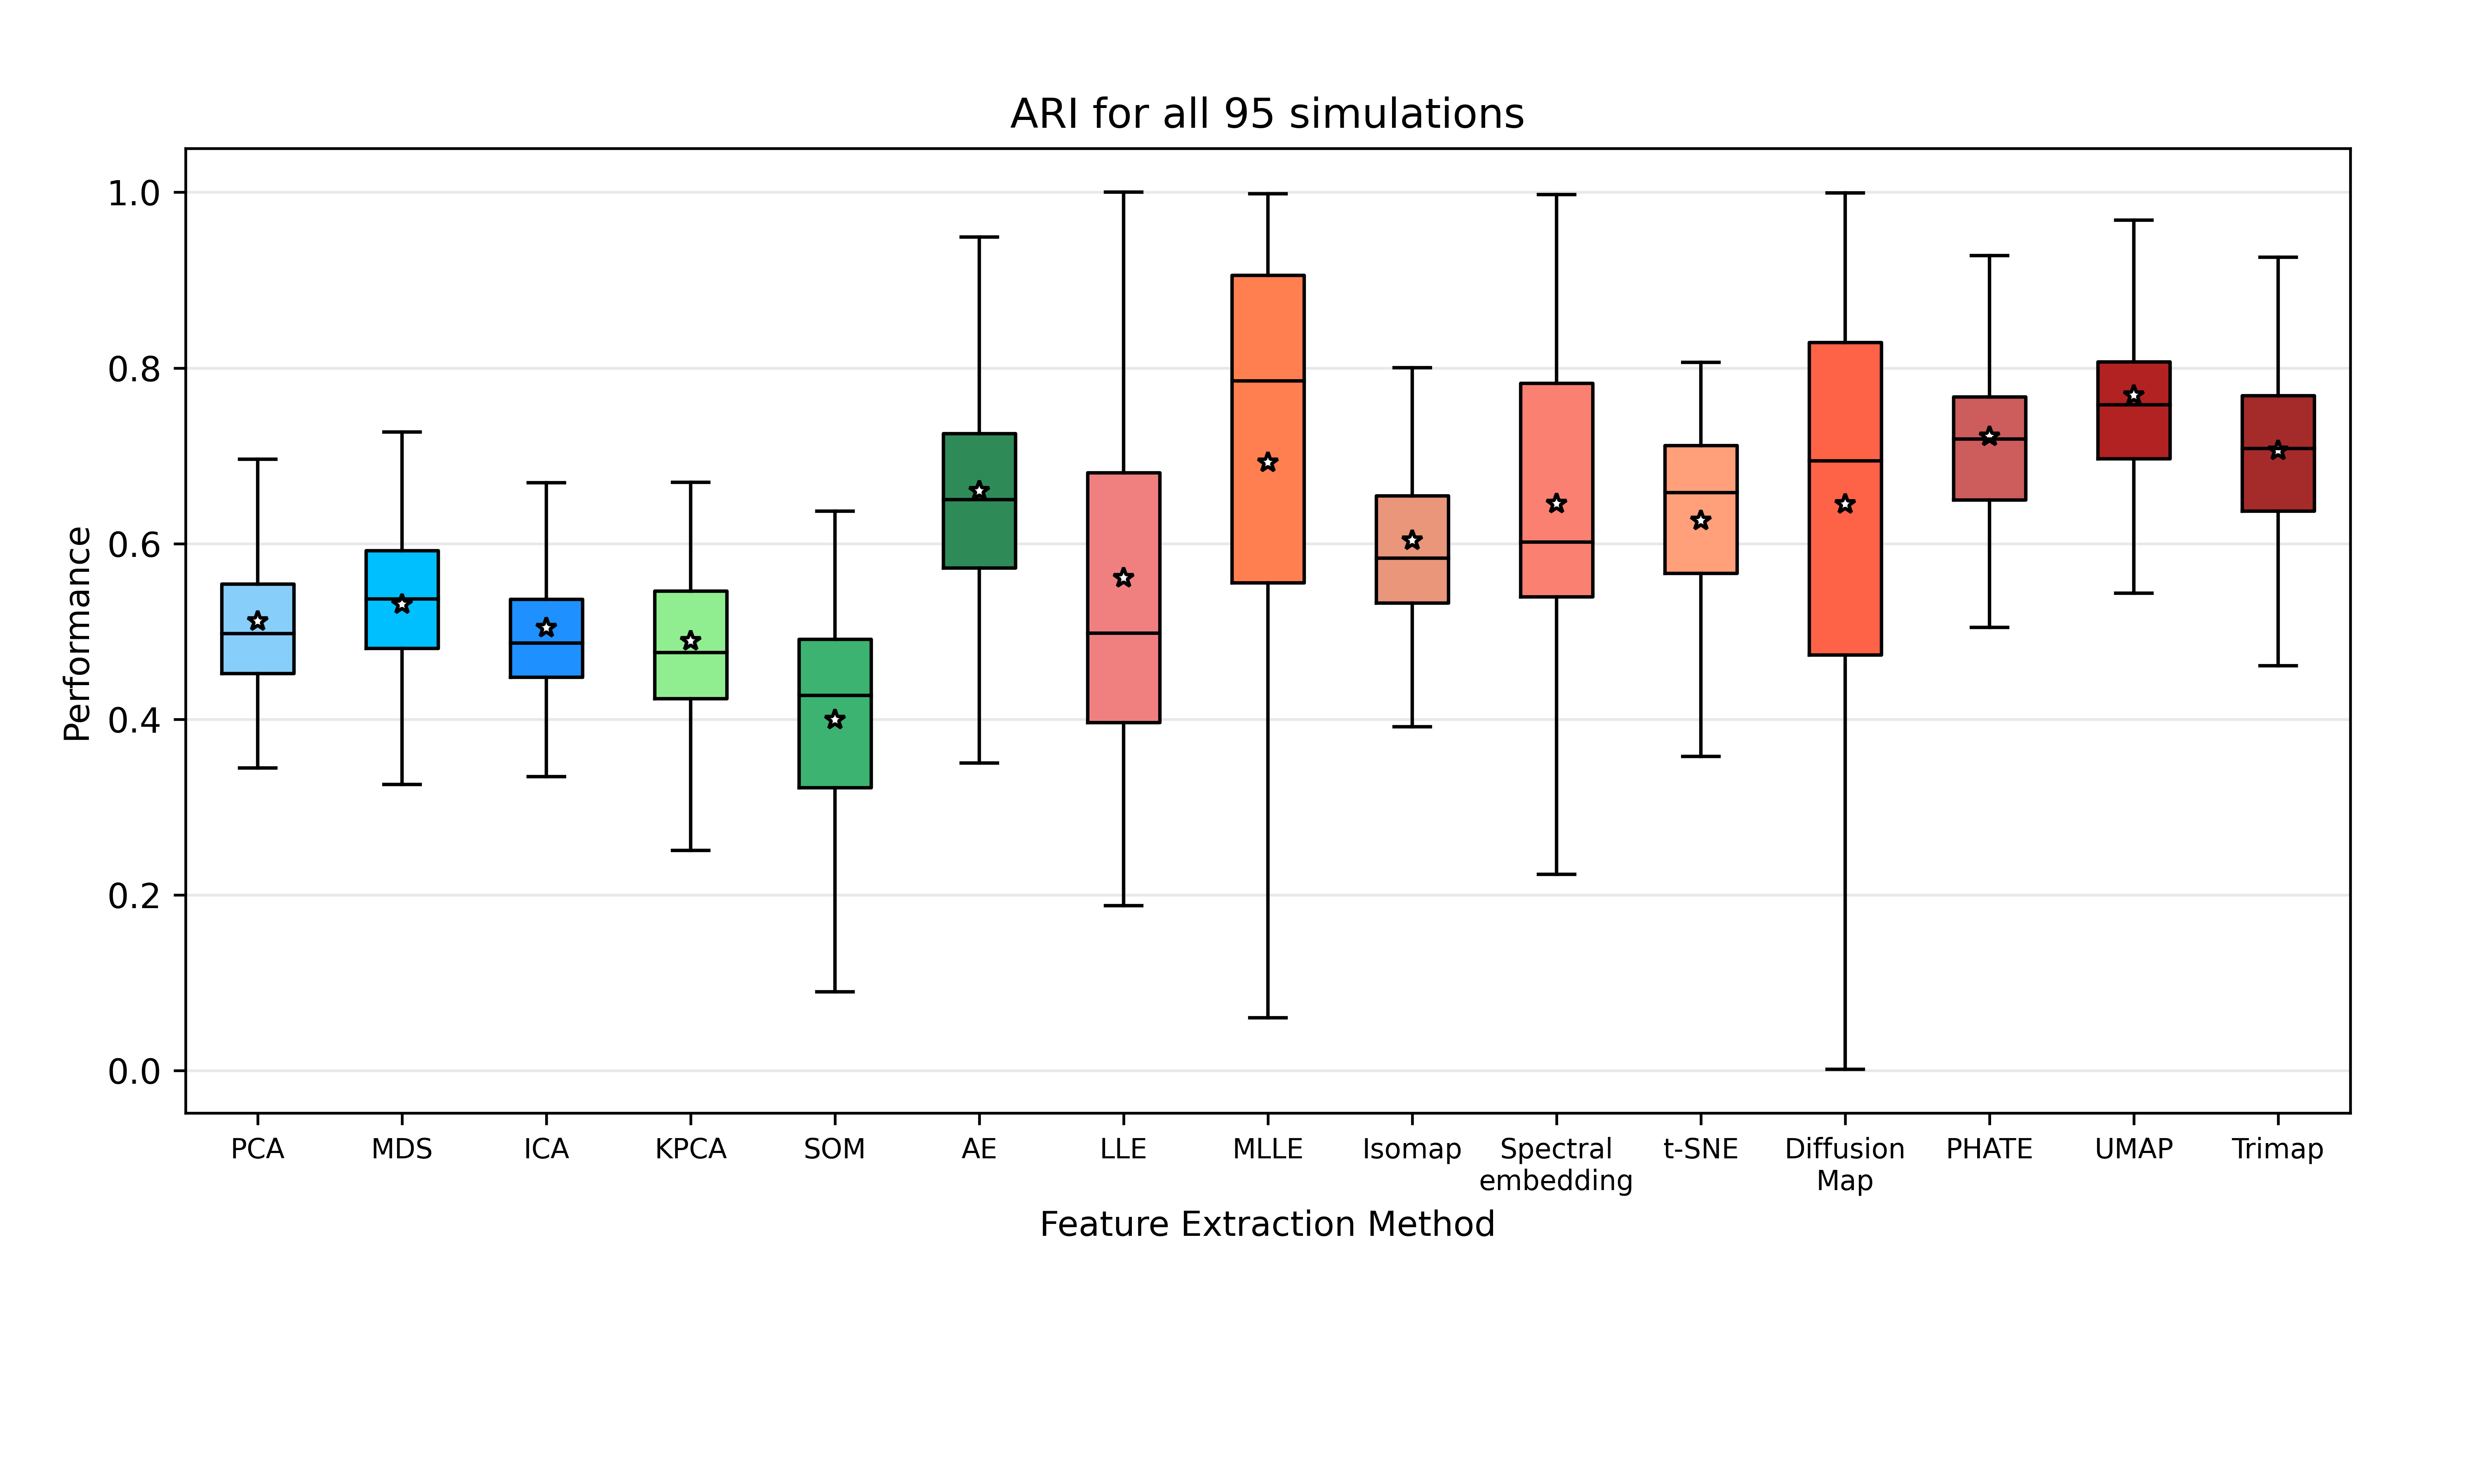 ARI for all 95 simulations
Performance
1.0
0.8
0.6
0.4
0.2
0.0
PCA MDS ICA KPCA SOM AE LLE MLLE Isomap Spectral embedding t-SNE Diffusion Map PHATE UMAP Trimap
Feature Extraction Method